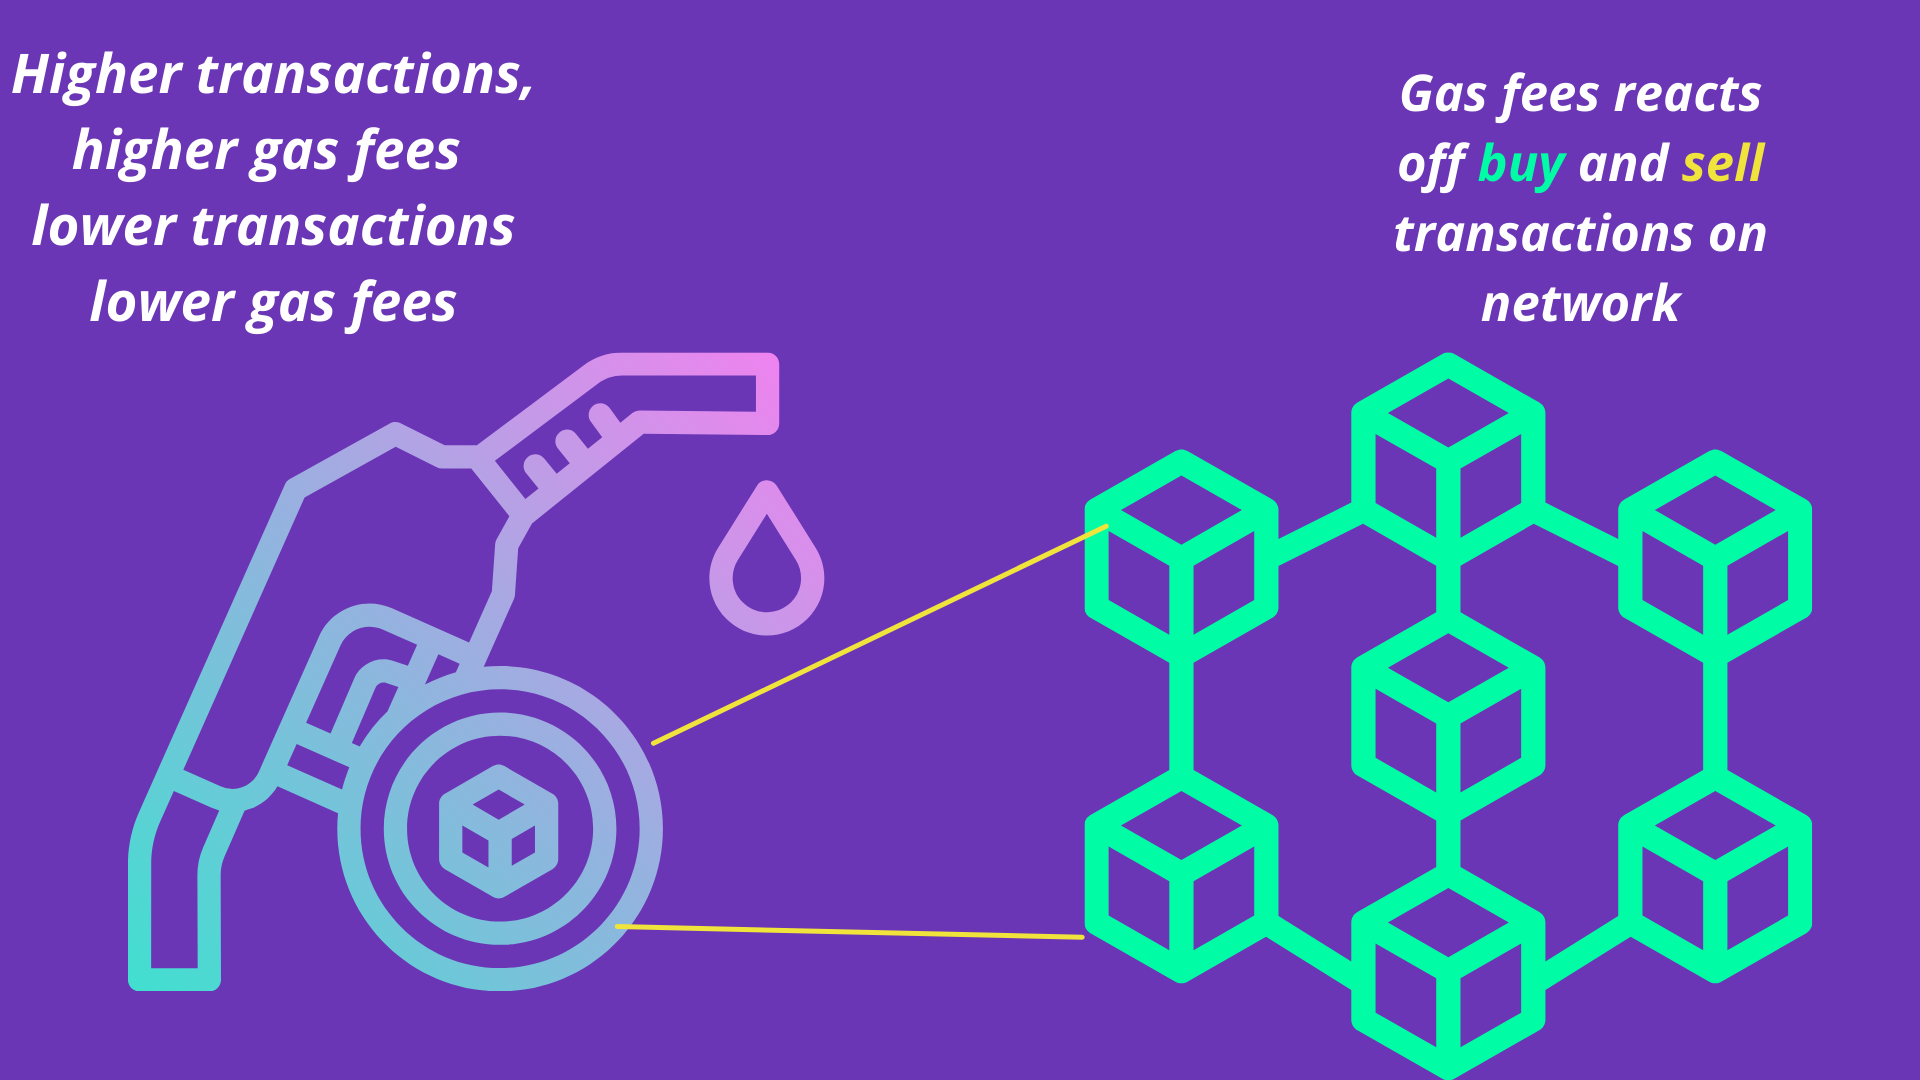 Higher transactions,
higher gas fees
lower transactions
lower gas fees
Gas fees reacts
off buy and sell
transactions on
network